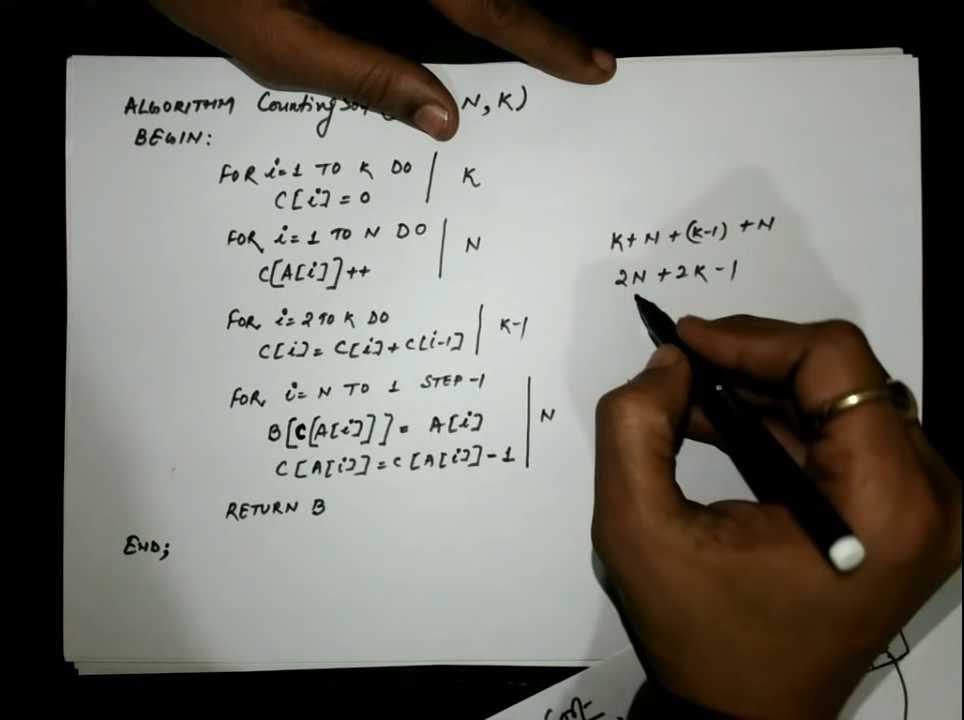 ALGORITHM Counting N, K)
BEGIN:
FOR i=1 TO K DO K
C[i] = 0
FOR i=1 TO N DO N
C[A[i]]++
FOR i=2 TO K DO K-1
C[i] = C[i] + C[i-1]
FOR i= N TO 1 STEP-1
B[C[A[i]]] = A[i] N
C[A[i]] = C[A[i]] - 1
RETURN B
END;
K+N+(K-1)+N
2N+2K-1